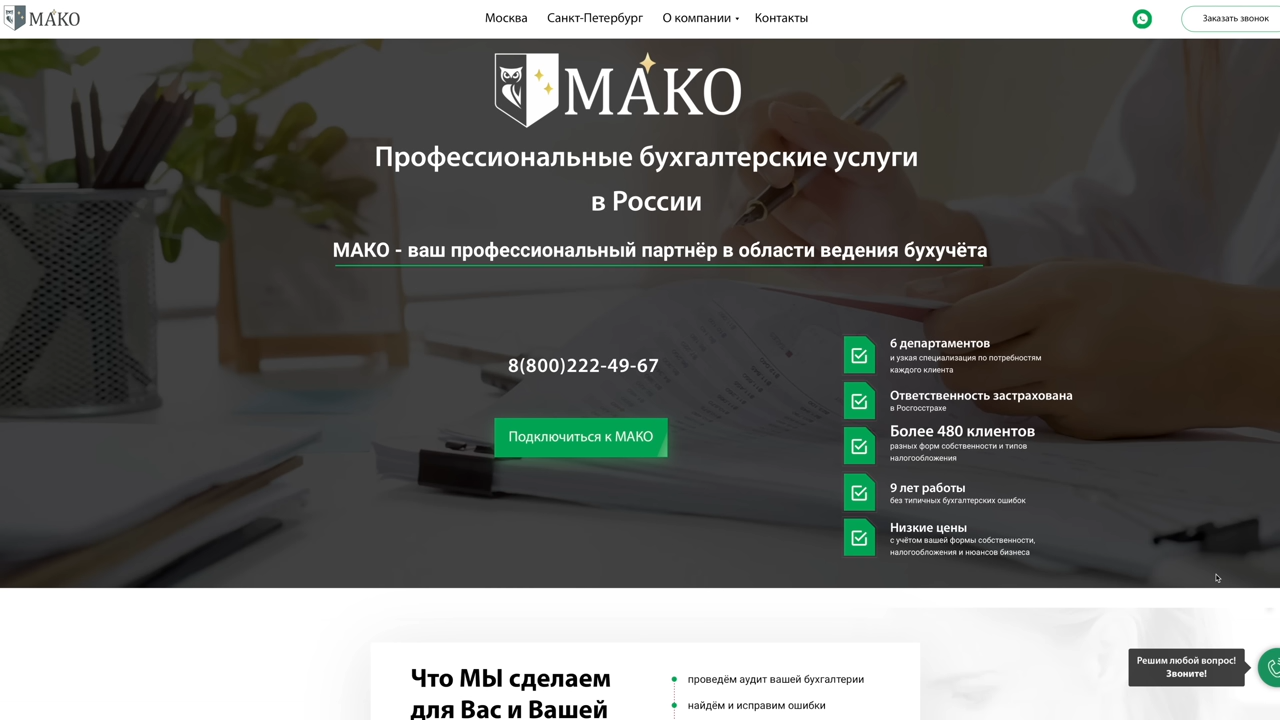 МАКО
Москва
Санкт-Петербург
О компании
Контакты
Заказать звонок
МАКО
Профессиональные бухгалтерские услуги
в России
МАКО - ваш профессиональный партнёр в области ведения бухучёта
8(800)222-49-67
Подключиться к МАКО
6 департаментов
и узкая специализация по потребностям
каждого клиента
Ответственность застрахована
в Росгосстрахе
Более 480 клиентов
разных форм собственности и типов
налогообложения
9 лет работы
без типичных бухгалтерских ошибок
Низкие цены
с учётом вашей формы собственности,
налогообложения и нюансов бизнеса
Что МЫ сделаем
для Вас и Вашей
проведём аудит вашей бухгалтерии
найдём и исправим ошибки
Решим любой вопрос!
Звоните!